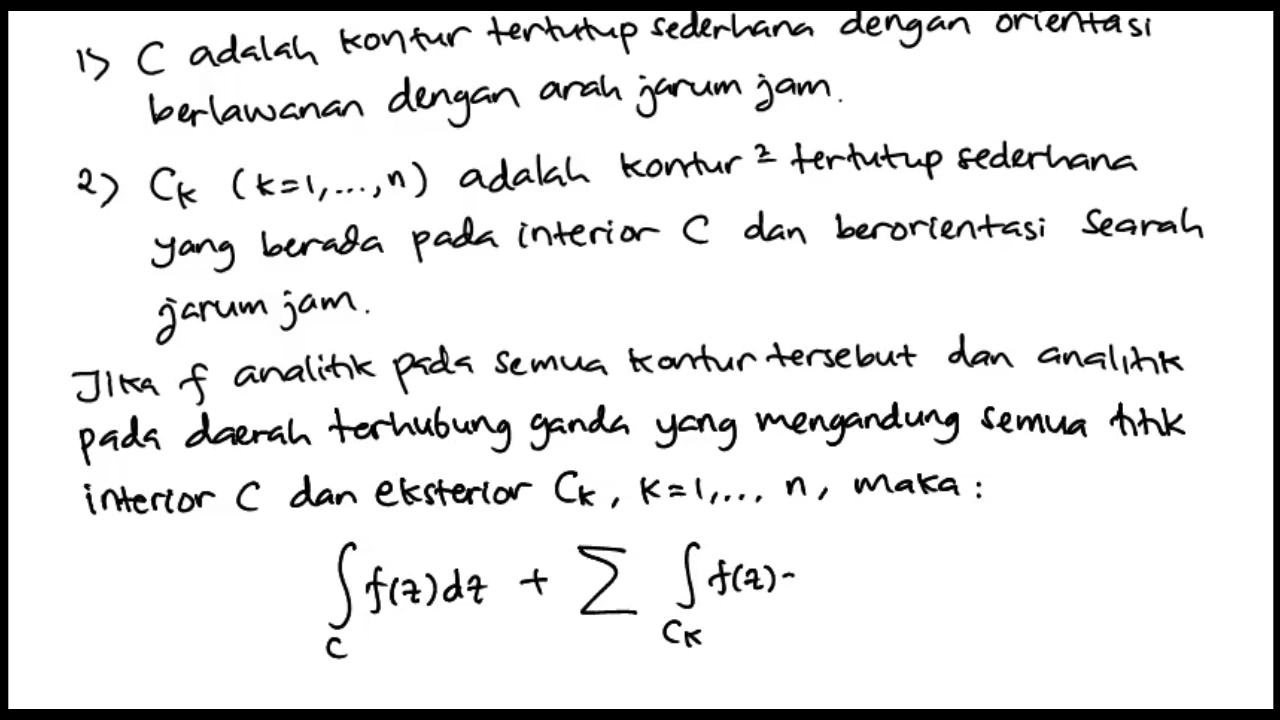 1) C adalah kontur tertutup sederhana dengan orientasi
berlawanan dengan arah jarum jam.
2) Ck (k=1,...,n) adalah kontur² tertutup sederhana
yang berada pada interior C dan berorientasi searah
jarum jam.
Jika f analitik pada semua kontur tersebut dan analitik
pada daerah terhubung ganda yang mengandung semua titik
interior C dan eksterior Ck, k=1,... n, maka :
∫ f(z)dz + ∑ ∫ f(z)-
C Ck